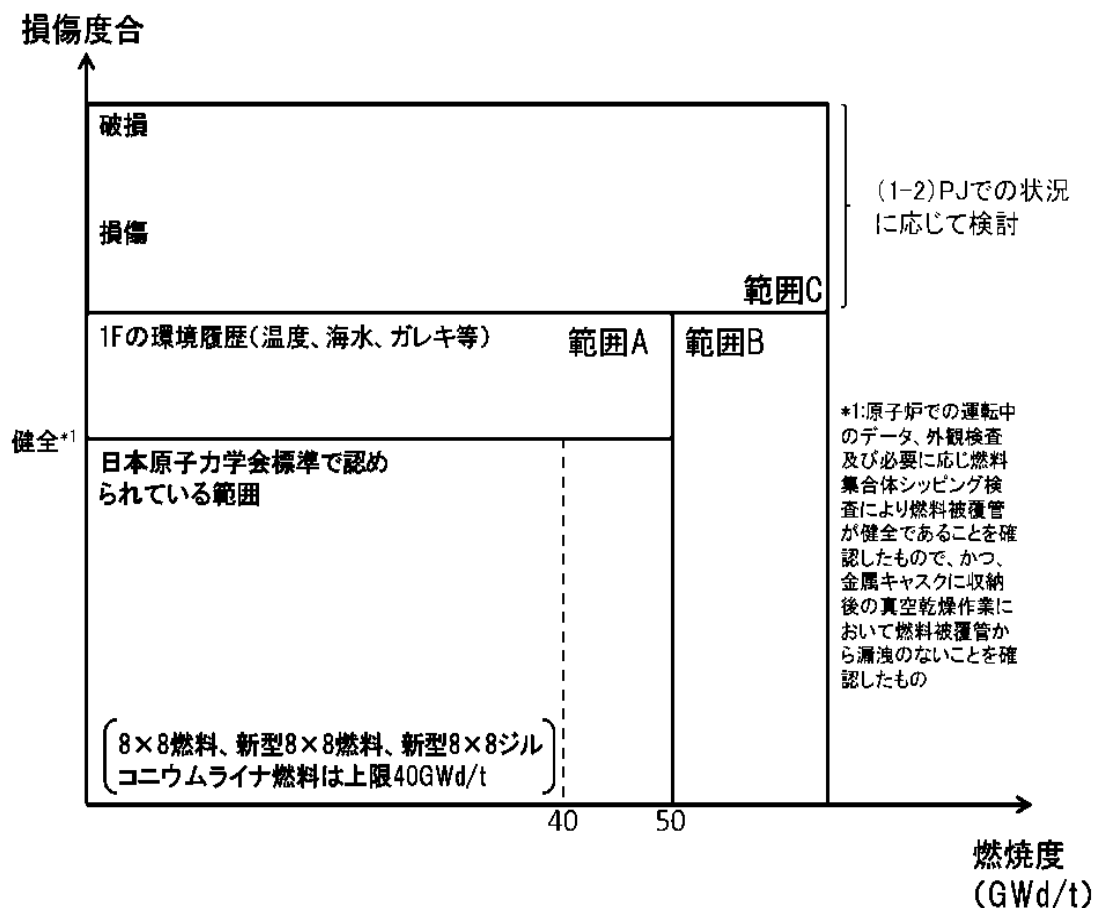 損傷度合
破損
損傷
範囲C
(1-2)PJでの状況
に応じて検討
1Fの環境履歴(温度、海水、ガレキ等)
範囲A
範囲B
健全*1
日本原子力学会標準で認め
られている範囲
*1:原子炉での運転中
のデータ、外観検査
及び必要に応じ燃料
集合体シッピング検
査により燃料被覆管
が健全であることを確
認したもので、かつ、
金属キャスクに収納
後の真空乾燥作業に
おいて燃料被覆管か
ら漏洩のないことを確
認したもの
8×8燃料、新型8×8燃料、新型8×8ジル
コニウムライナ燃料は上限40GWd/t
40
50
燃焼度
(GWd/t)